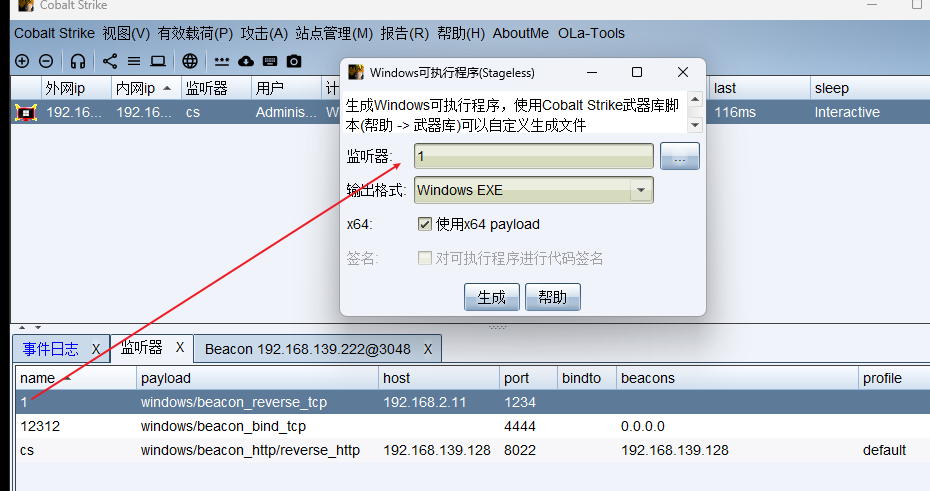 Cobalt Strike
Cobalt Strike 视图(V) 有效载荷(P) 攻击(A) 站点管理(M) 报告(R) 帮助(H) AboutMe OLa-Tools
外网ip 内网ip 监听器 用户 计 last sleep
192.16... 192.16... cs Adminis... W 116ms Interactive
Windows可执行程序(Stageless)
生成Windows可执行程序，使用Cobalt Strike武器库脚
本(帮助 -> 武器库)可以自定义生成文件
监听器: 1 ...
输出格式: Windows EXE
x64: 使用x64 payload
签名: 对可执行程序进行代码签名
生成 帮助
事件日志 X 监听器 X Beacon 192.168.139.222@3048 X
name payload host port bindto beacons profile
1 windows/beacon_reverse_tcp 192.168.2.11 1234
12312 windows/beacon_bind_tcp 4444 0.0.0.0
cs windows/beacon_http/reverse_http 192.168.139.128 8022 192.168.139.128 default